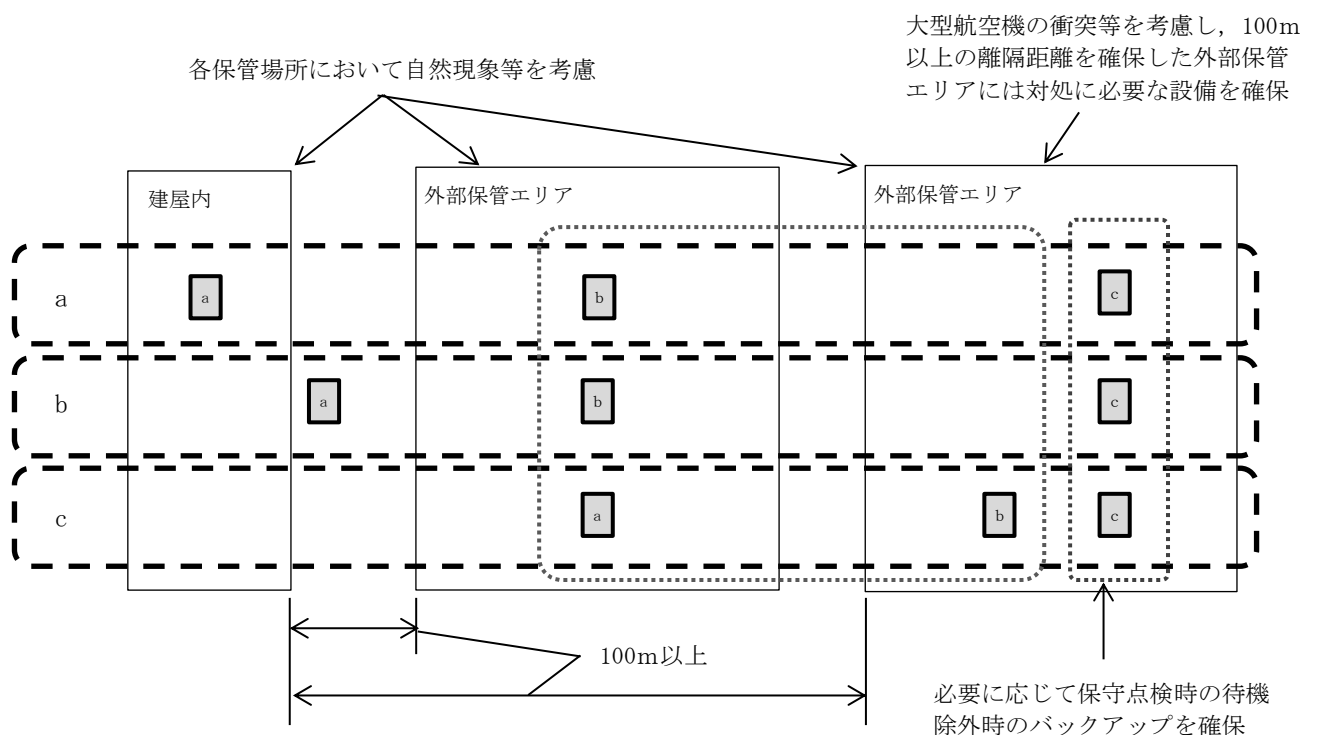 大型航空機の衝突等を考慮し，100m
以上の離隔距離を確保した外部保管
エリアには対処に必要な設備を確保
各保管場所において自然現象等を考慮
建屋内
外部保管エリア
外部保管エリア
a
a
b
c
b
a
b
c
c
a
b
c
100m以上
必要に応じて保守点検時の待機
除外時のバックアップを確保